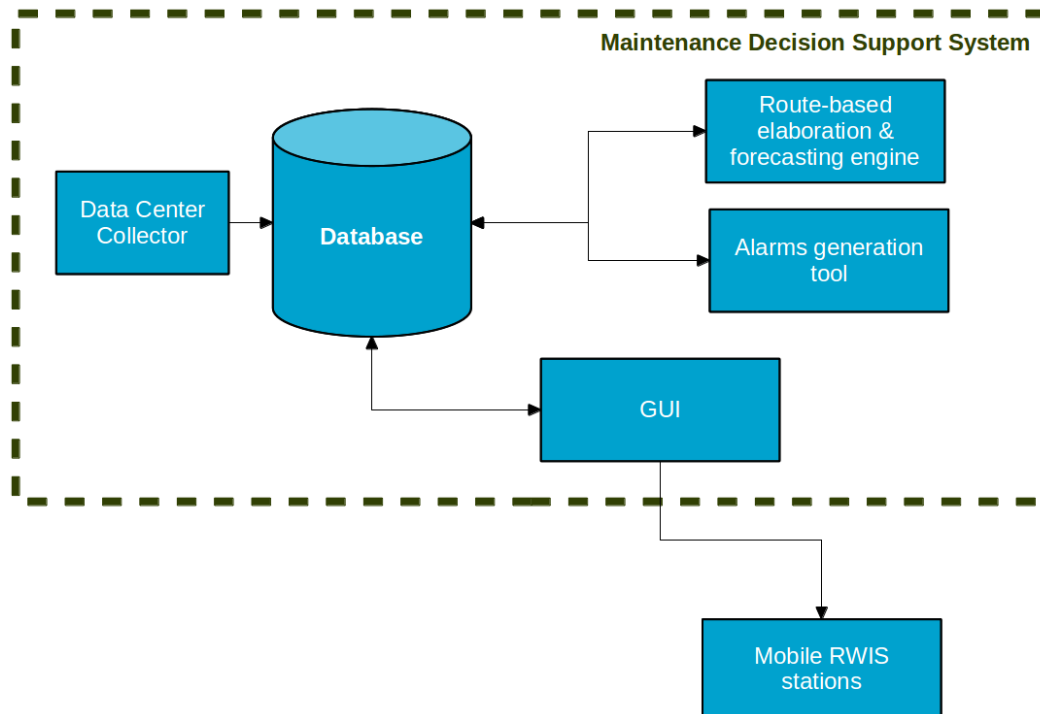 Maintenance Decision Support System
Route-based
elaboration &
forecasting engine
Data Center
Collector
Database
Alarms generation
tool
GUI
Mobile RWIS
stations